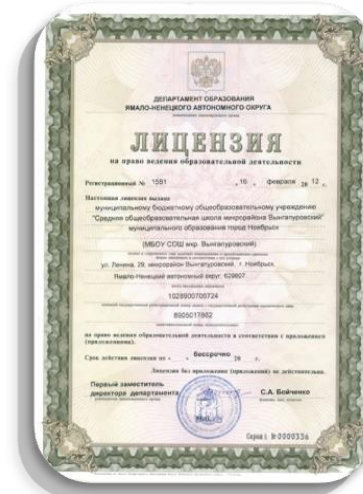 ДЕПАРТАМЕНТ ОБРАЗОВАНИЯ
ЯМАЛО-НЕНЕЦКОГО АВТОНОМНОГО ОКРУГА
ЛИЦЕНЗИЯ
на право ведения образовательной деятельности
Регистрационный № 1581 „ 16 „ февраля 20 12 г.
Настоящая лицензия выдана
муниципальному бюджетному общеобразовательному учреждению
"Средняя общеобразовательная школа микрорайона Вынгапуровский"
муниципального образования город Ноябрьск
(МБОУ СОШ мкр. Вынгапуровский)
ул. Ленина, 29, микрорайон Вынгапуровский, г. Ноябрьск,
Ямало-Ненецкий автономный округ, 629807
1028900706724
8905017862
на право ведения образовательной деятельности в соответствии с приложением
(приложениями).
Срок действия лицензии по „ „ бессрочно 20 г.
Лицензия без приложения (приложений) не действительна.
Первый заместитель
директора департамента С.А. Бойченко
Серия № 0000336